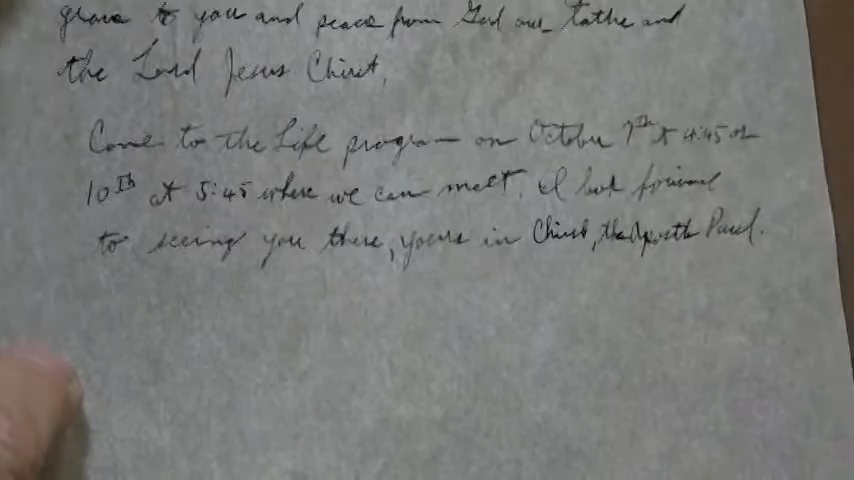 grace to you and peace from God our Father and
the Lord Jesus Christ,
Come to the Life program on October 7th at 4:45 or
10th at 5:45 where we can meet. I look forward
to seeing you there, yours in Christ, the Apostle Paul.